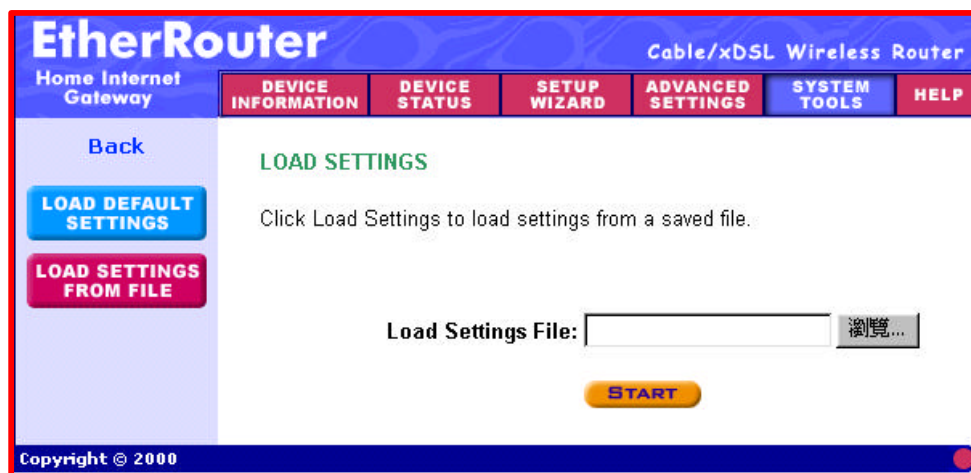 EtherRouter
Cable/xDSL Wireless Router
Home Internet
Gateway
DEVICE
INFORMATION
DEVICE
STATUS
SETUP
WIZARD
ADVANCED
SETTINGS
SYSTEM
TOOLS
HELP
Back
LOAD DEFAULT
SETTINGS
LOAD SETTINGS
FROM FILE
LOAD SETTINGS
Click Load Settings to load settings from a saved file.
Load Settings File:
瀏覽...
START
Copyright © 2000